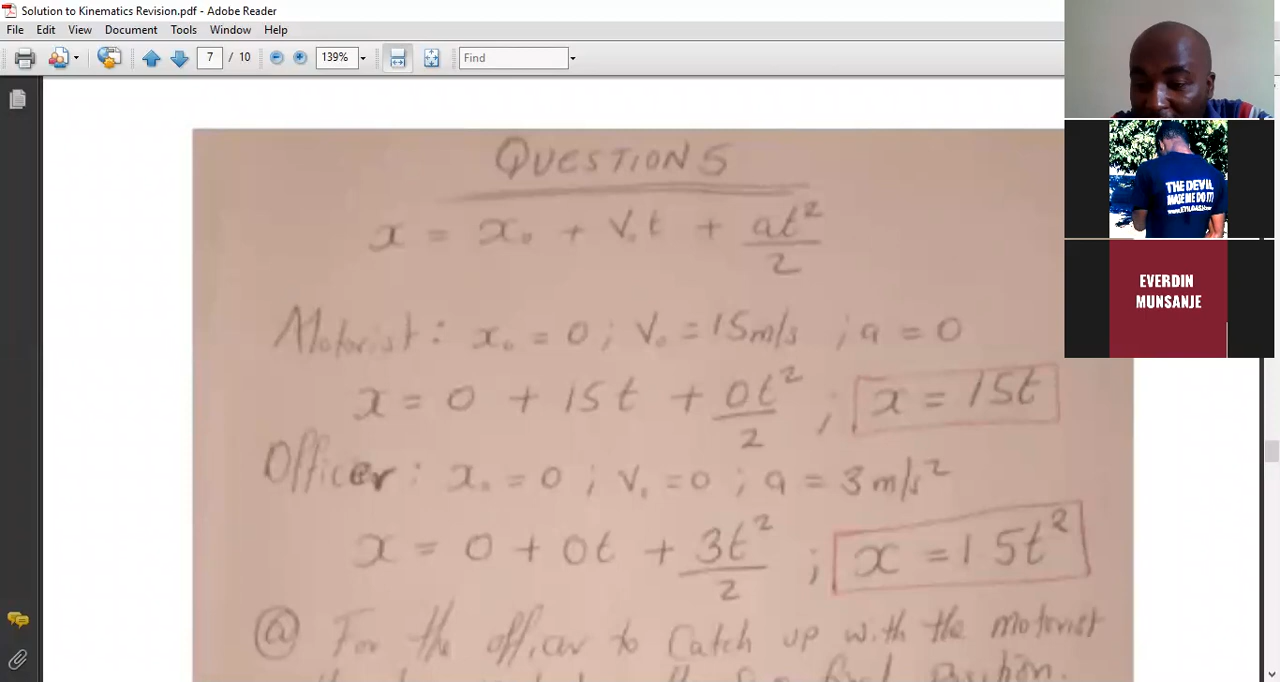 Solution to Kinematics Revision.pdf - Adobe Reader
File Edit View Document Tools Window Help
7 / 10 139% Find
THE DEVIL
MADE ME DO IT!
EVERDIN
MUNSANJE
QUESTION 5
x = x₀ + V₀t + at²/2
Motorist: x₀ = 0; V₀ = 15m/s ; a = 0
x = 0 + 15t + 0t²/2 ; x = 15t
Officer: x₀ = 0 ; V₀ = 0 ; a = 3m/s²
x = 0 + 0t + 3t²/2 ; x = 1 5t²
(a) For the officer to catch up with the motorist